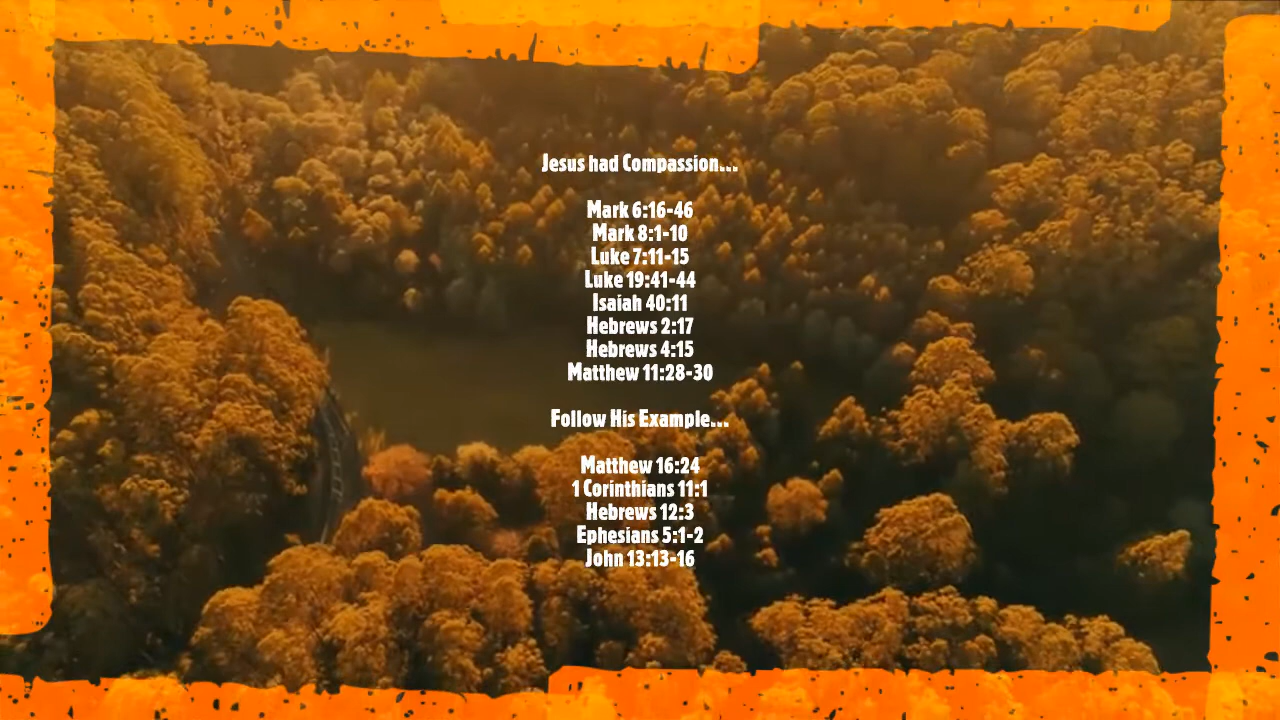 Jesus had Compassion...
Mark 6:16-46
Mark 8:1-10
Luke 7:11-15
Luke 19:41-44
Isaiah 40:11
Hebrews 2:17
Hebrews 4:15
Matthew 11:28-30
Follow His Example...
Matthew 16:24
1 Corinthians 11:1
Hebrews 12:3
Ephesians 5:1-2
John 13:13-16